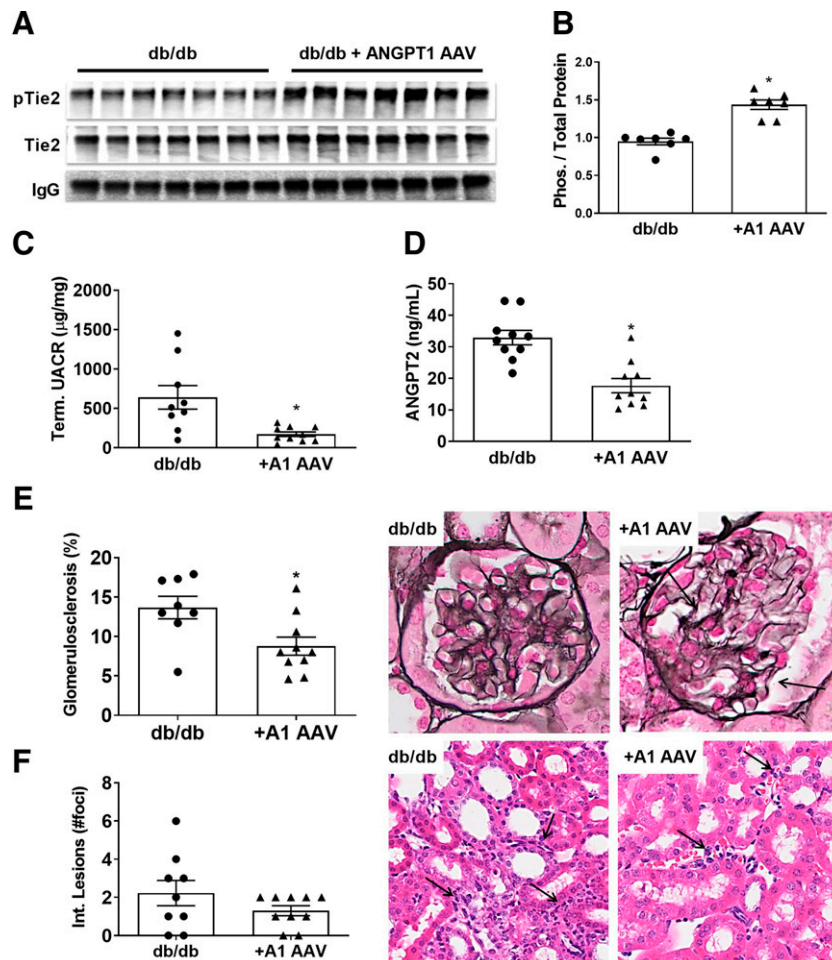 A
db/db
db/db + ANGPT1 AAV
pTie2
Tie2
IgG
B
Phos. / Total Protein
2.0
1.5
1.0
0.5
0.0
*
db/db
+A1 AAV
C
Term. UACR (µg/mg)
2000
1500
1000
500
0
*
db/db
+A1 AAV
D
ANGPT2 (ng/mL)
50
40
30
20
10
0
*
db/db
+A1 AAV
E
Glomerulosclerosis (%)
20
15
10
5
0
*
db/db
+A1 AAV
db/db
+A1 AAV
F
Int. Lesions (#foci)
8
6
4
2
0
db/db
+A1 AAV
db/db
+A1 AAV